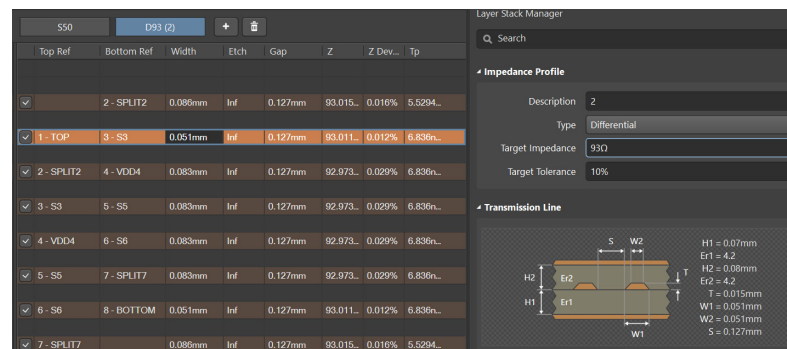 Layer Stack Manager
S50 D93 (2) +
Search
Top Ref Bottom Ref Width Etch Gap Z Z Dev... Tp
2 - SPLIT2 0.086mm Inf 0.127mm 93.015... 0.016% 5.5294...
1 - TOP 3 - S3 0.051mm Inf 0.127mm 93.011... 0.012% 6.836n...
2 - SPLIT2 4 - VDD4 0.083mm Inf 0.127mm 92.973... 0.029% 6.836n...
3 - S3 5 - S5 0.083mm Inf 0.127mm 92.973... 0.029% 6.836n...
4 - VDD4 6 - S6 0.083mm Inf 0.127mm 92.973... 0.029% 6.836n...
5 - S5 7 - SPLIT7 0.083mm Inf 0.127mm 92.973... 0.029% 6.836n...
6 - S6 8 - BOTTOM 0.051mm Inf 0.127mm 93.011... 0.012% 6.836n...
7 - SPLIT7 0.086mm Inf 0.127mm 93.015... 0.016% 5.5294...
Impedance Profile
Description 2
Type Differential
Target Impedance 93Ω
Target Tolerance 10%
Transmission Line
S W2
H2 Er2 T
H1 Er1
W1
H1 = 0.07mm
Er1 = 4.2
H2 = 0.08mm
Er2 = 4.2
T = 0.015mm
W1 = 0.051mm
W2 = 0.051mm
S = 0.127mm